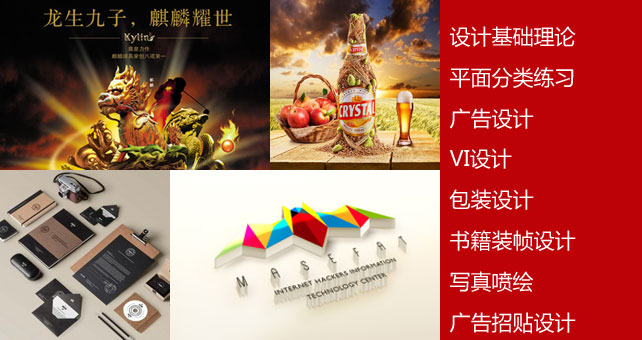 龙生九子，麒麟耀世
Kylin
CRYSTAL
MASEFAT
INTERNET HACKERS INFORMATION
TECHNOLOGY CENTER
设计基础理论
平面分类练习
广告设计
VI设计
包装设计
书籍装帧设计
写真喷绘
广告招贴设计